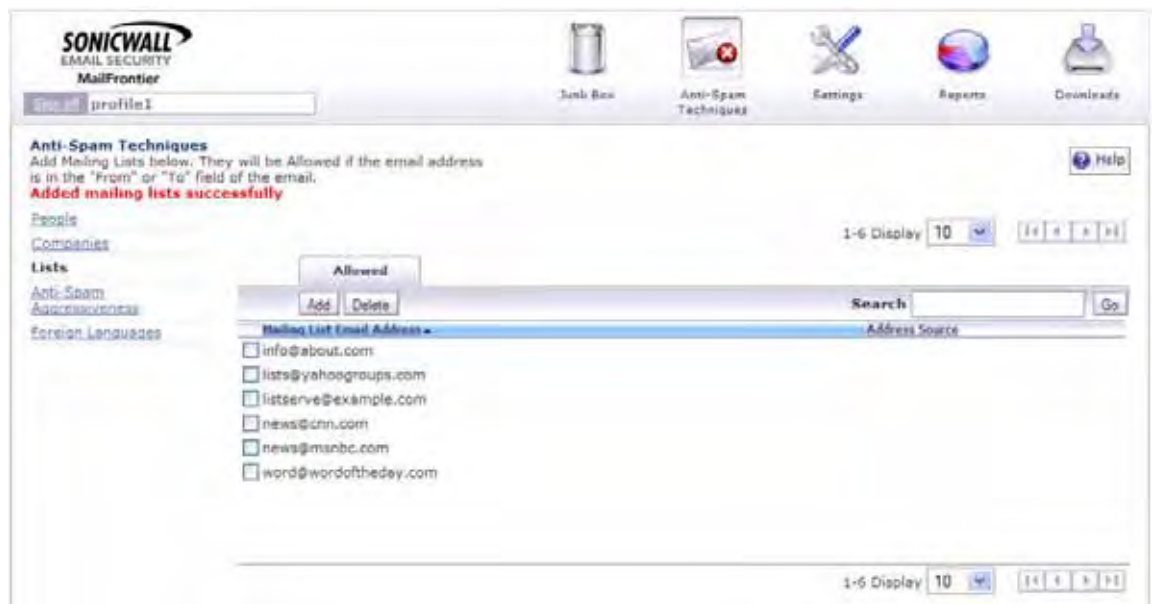 SONICWALL
EMAIL SECURITY
MailFrontier
Sign off profile1
Junk Box
Anti-Spam
Techniques
Settings
Reports
Downloads
Anti-Spam Techniques
Add Mailing Lists below. They will be Allowed if the email address
is in the "From" or "To" field of the email.
Added mailing lists successfully
Help
People
Companies
Lists
Anti-Spam
Aggressiveness
Foreign Languages
1-6 Display 10
Allowed
Add Delete
Search Go
Mailing List Email Address Address Source
info@about.com
lists@yahoogroups.com
listserve@example.com
news@cnn.com
news@msnbc.com
word@wordoftheday.com
1-6 Display 10